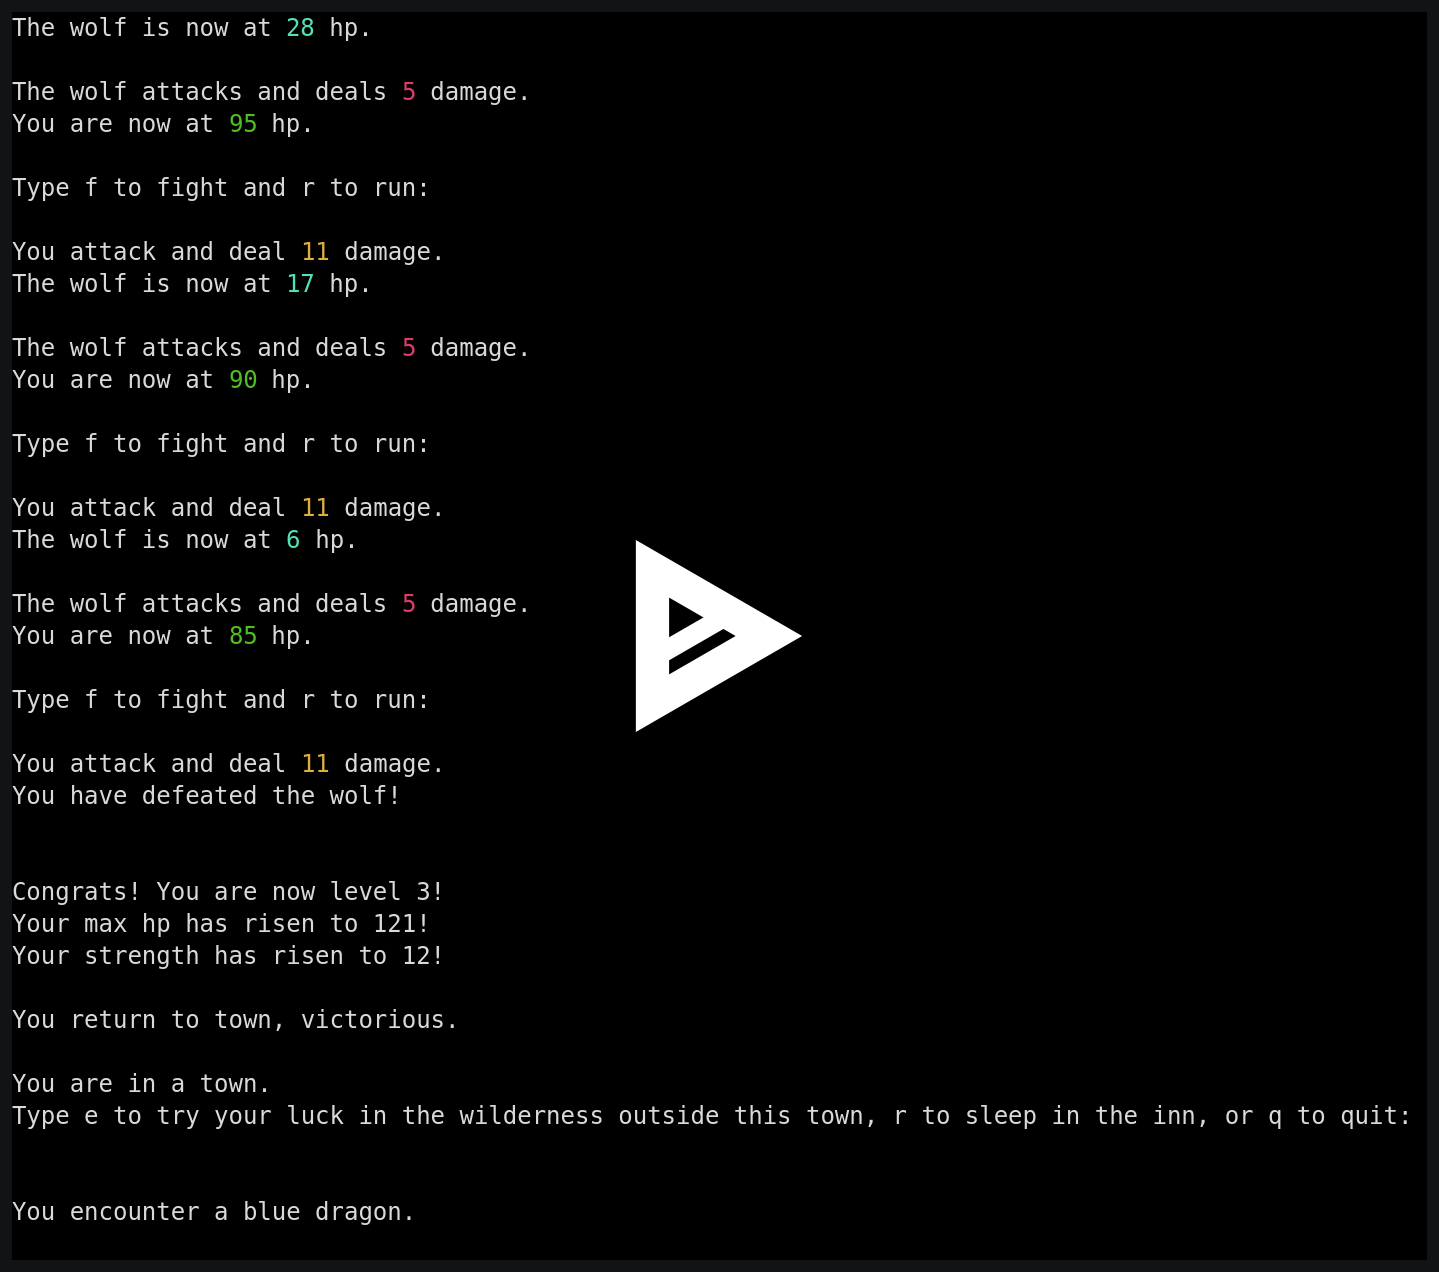 The wolf is now at 28 hp.
The wolf attacks and deals 5 damage.
You are now at 95 hp.
Type f to fight and r to run:
You attack and deal 11 damage.
The wolf is now at 17 hp.
The wolf attacks and deals 5 damage.
You are now at 90 hp.
Type f to fight and r to run:
You attack and deal 11 damage.
The wolf is now at 6 hp.
The wolf attacks and deals 5 damage.
You are now at 85 hp.
Type f to fight and r to run:
You attack and deal 11 damage.
You have defeated the wolf!
Congrats! You are now level 3!
Your max hp has risen to 121!
Your strength has risen to 12!
You return to town, victorious.
You are in a town.
Type e to try your luck in the wilderness outside this town, r to sleep in the inn, or q to quit:
You encounter a blue dragon.